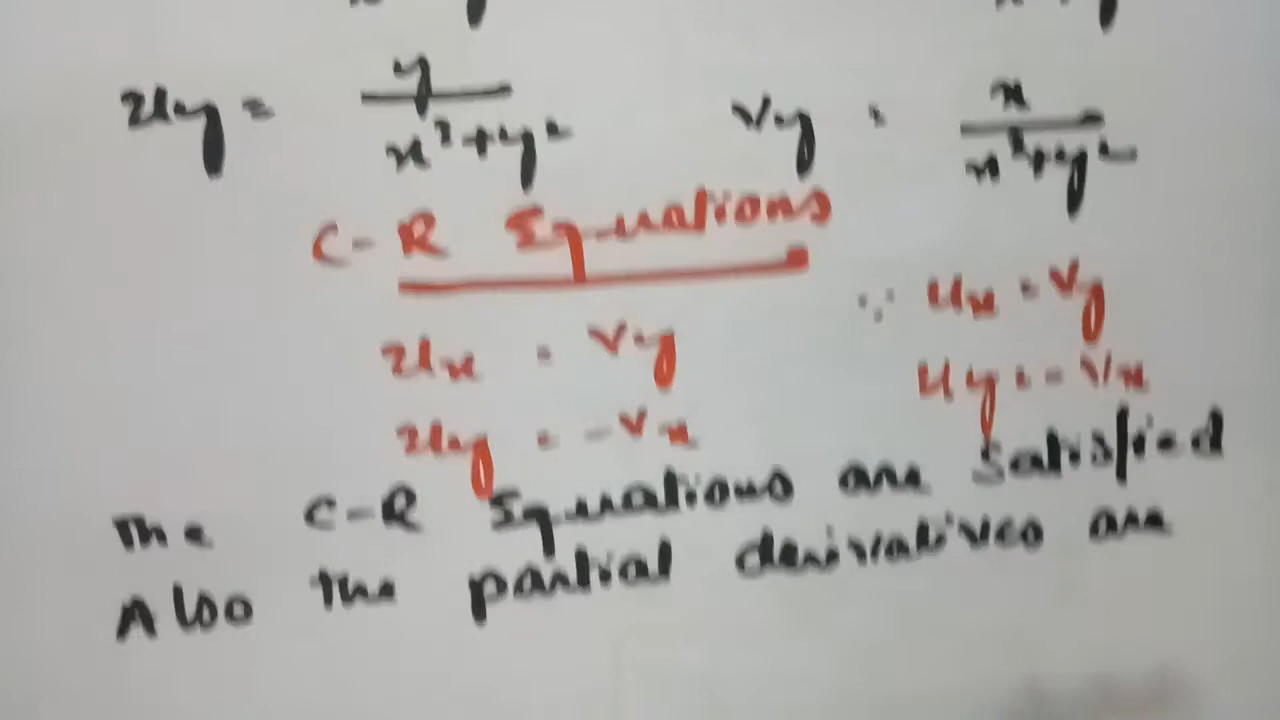 uy = y / x²+y²    vy = x / x²+y²
C-R Equations
ux = vy    ∵ ux = vy
uy = -vx    uy = -vx
The C-R Equations are satisfied
Also the partial derivatives are